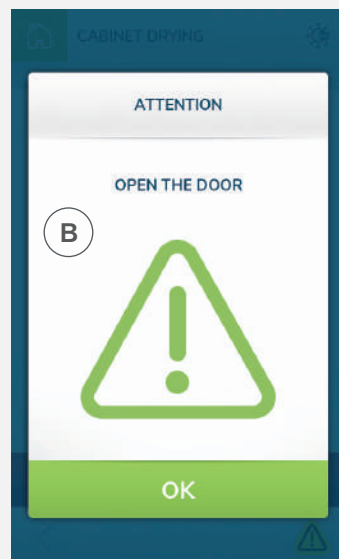 CABINET DRYING
ATTENTION
OPEN THE DOOR
B
OK